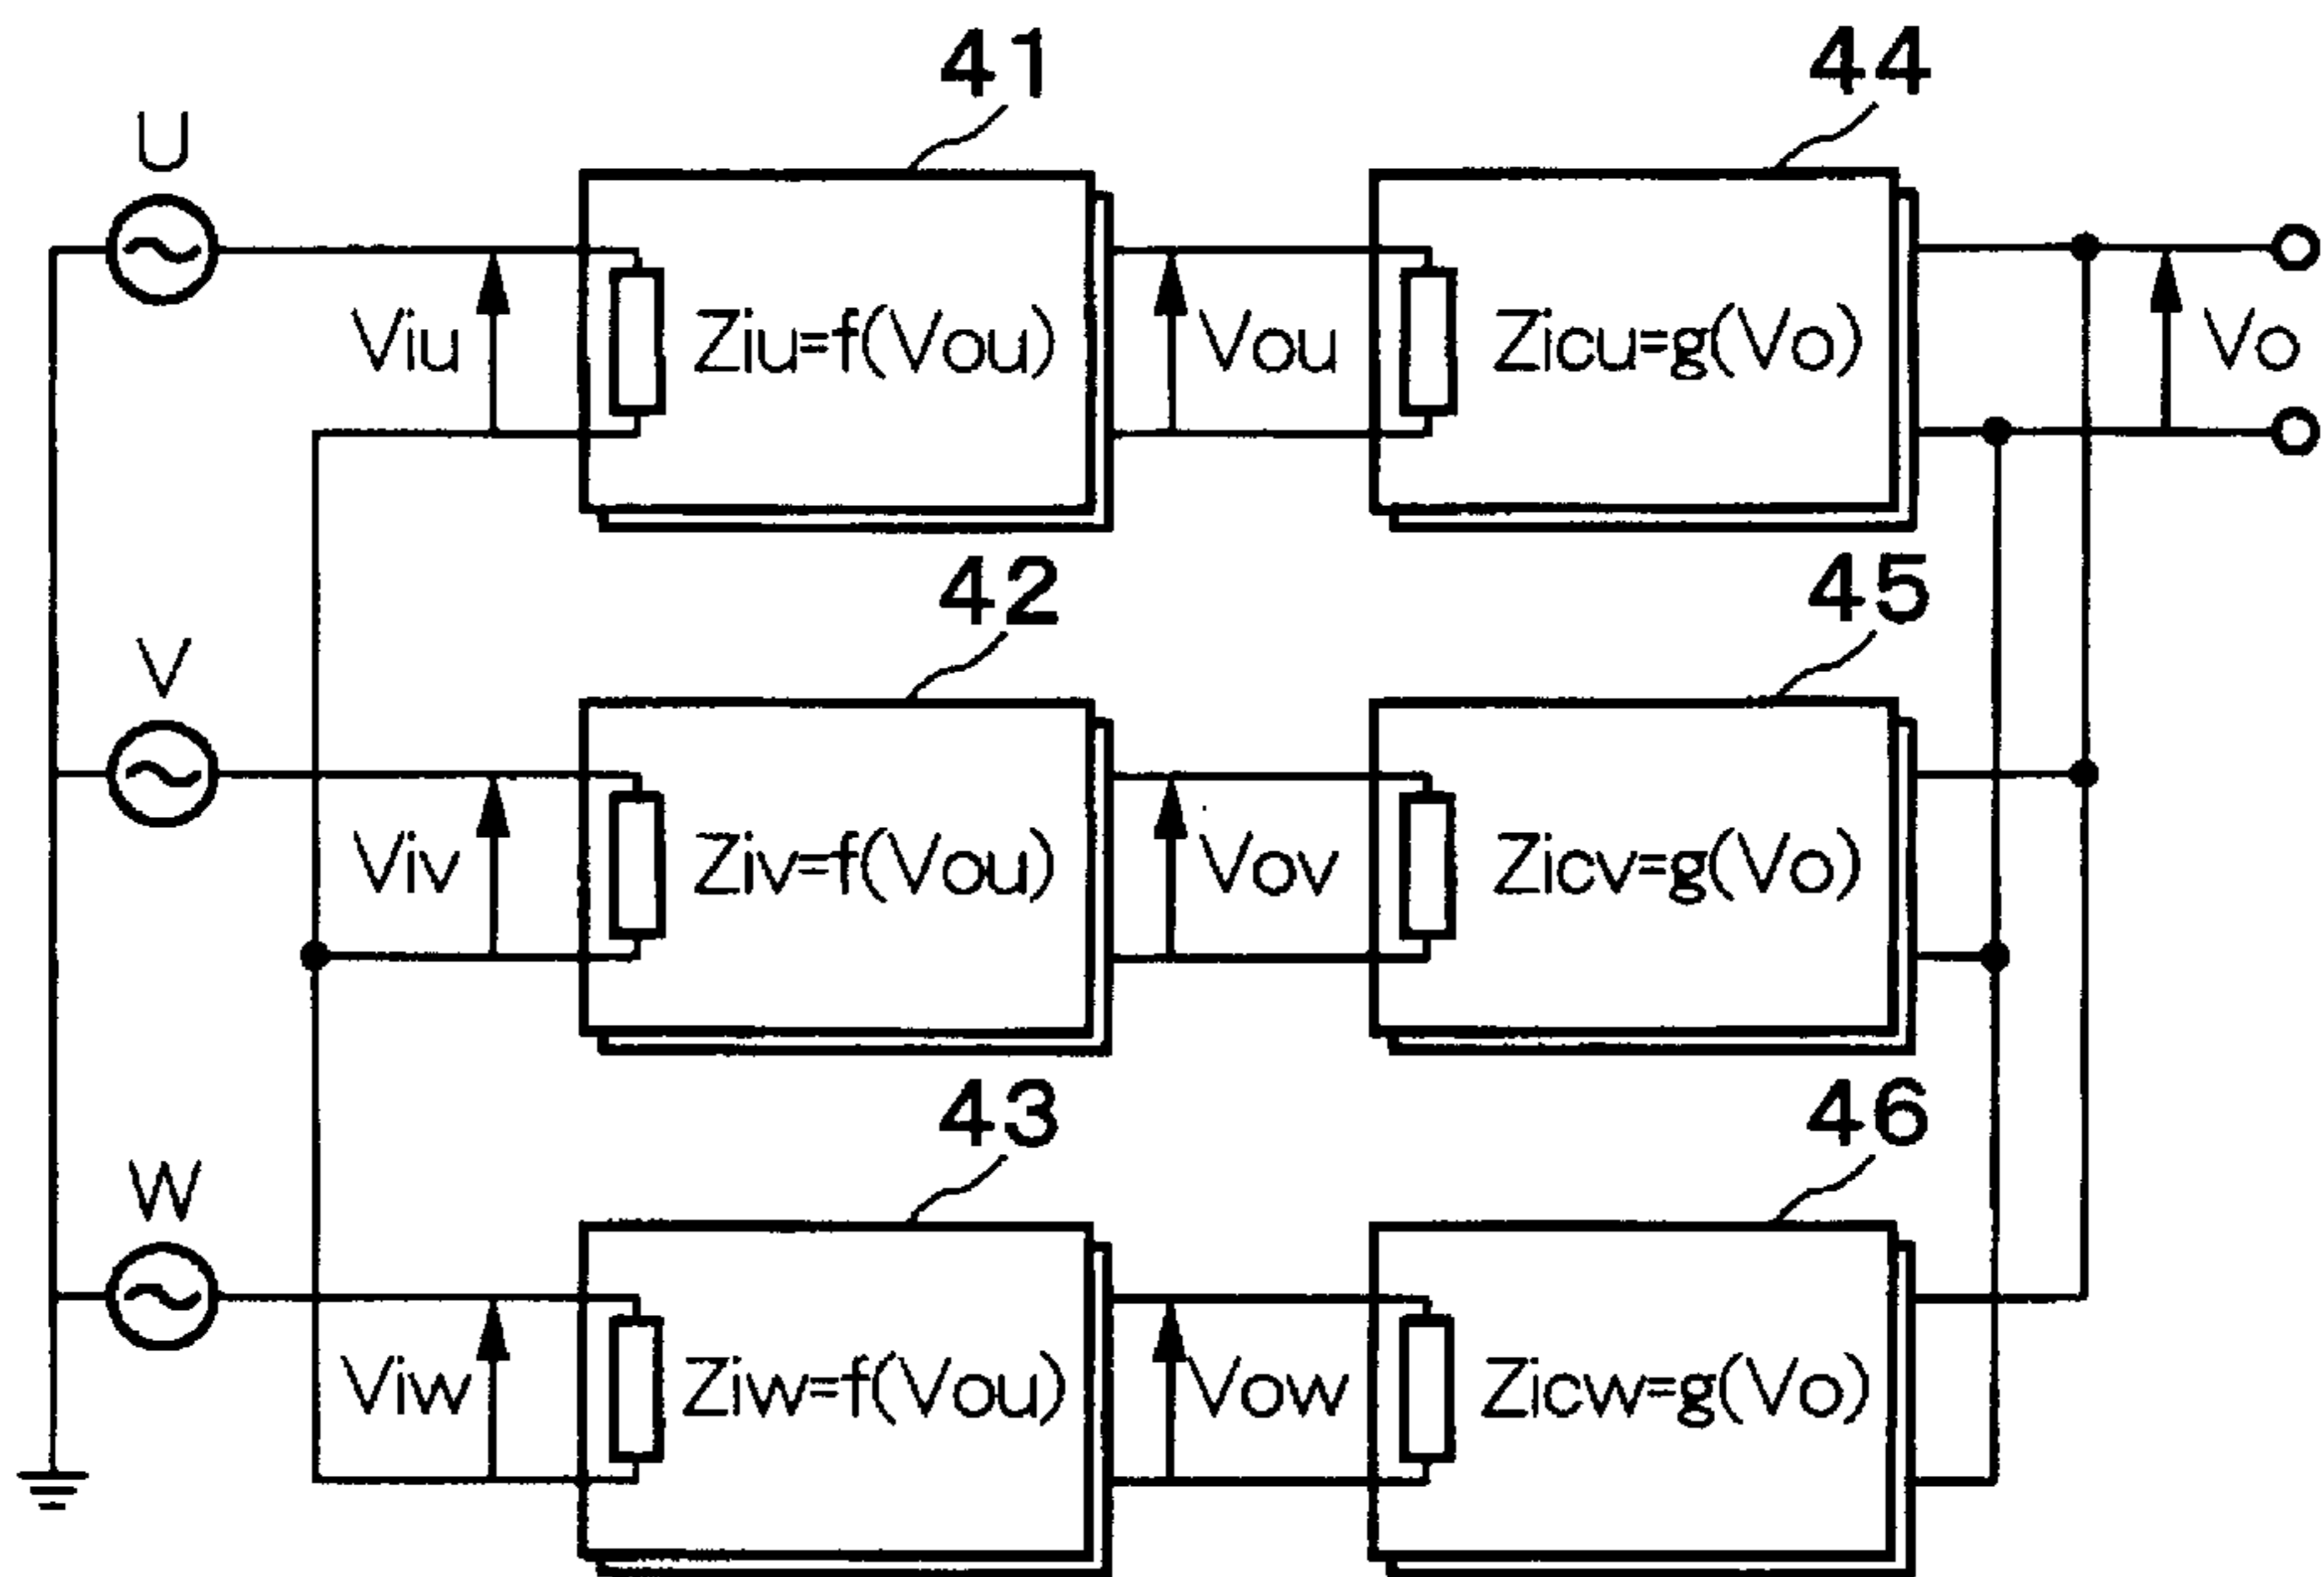 41
44
U
Viu
Ziu=f(Vou)
Vou
Zicu=g(Vo)
Vo
42
45
V
Viv
Ziv=f(Vou)
Vov
Zicv=g(Vo)
43
46
W
Viw
Ziw=f(Vou)
Vow
Zicw=g(Vo)